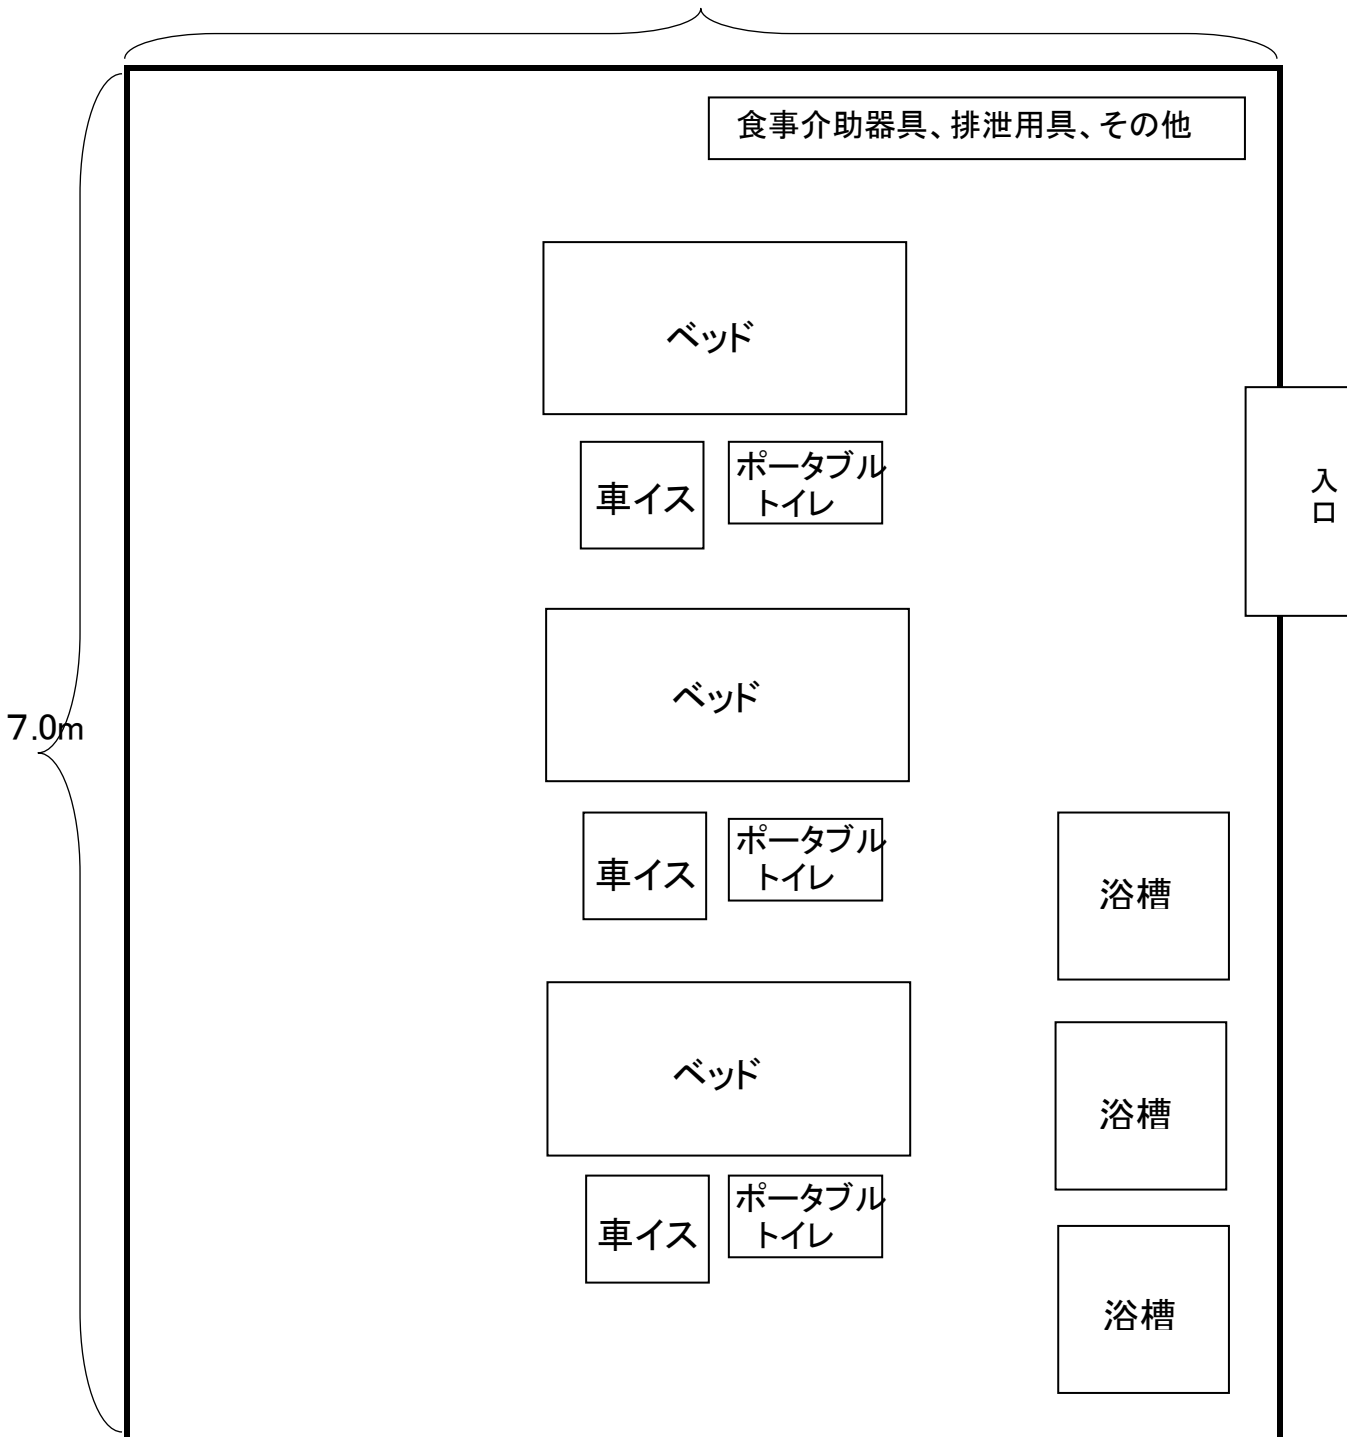 食事介助器具、排泄用具、その他
ベッド
車イス
ポータブル
トイレ
入
口
ベッド
7.0m
車イス
ポータブル
トイレ
浴槽
ベッド
浴槽
車イス
ポータブル
トイレ
浴槽